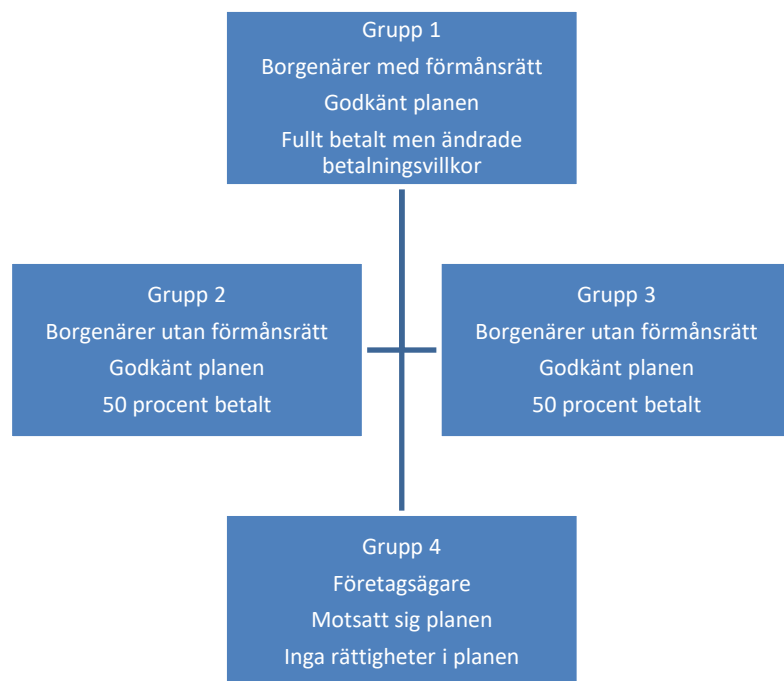 Grupp 1
Borgenärer med förmånsrätt
Godkänt planen
Fullt betalt men ändrade
betalningsvillkor
Grupp 2
Borgenärer utan förmånsrätt
Godkänt planen
50 procent betalt
Grupp 3
Borgenärer utan förmånsrätt
Godkänt planen
50 procent betalt
Grupp 4
Företagsägare
Motsatt sig planen
Inga rättigheter i planen